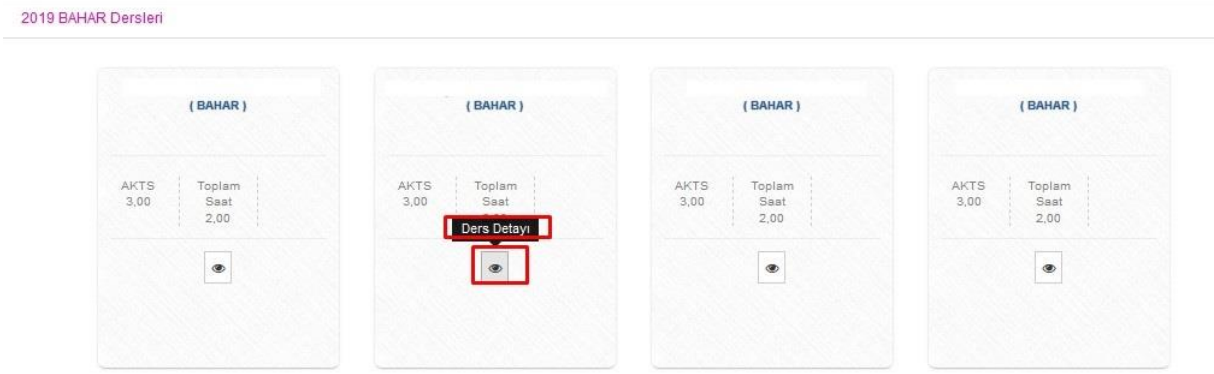 2019 BAHAR Dersleri
( BAHAR )
AKTS
3,00
Toplam
Saat
2,00
( BAHAR )
AKTS
3,00
Toplam
Saat
Ders Detayı
( BAHAR )
AKTS
3,00
Toplam
Saat
2,00
( BAHAR )
AKTS
3,00
Toplam
Saat
2,00